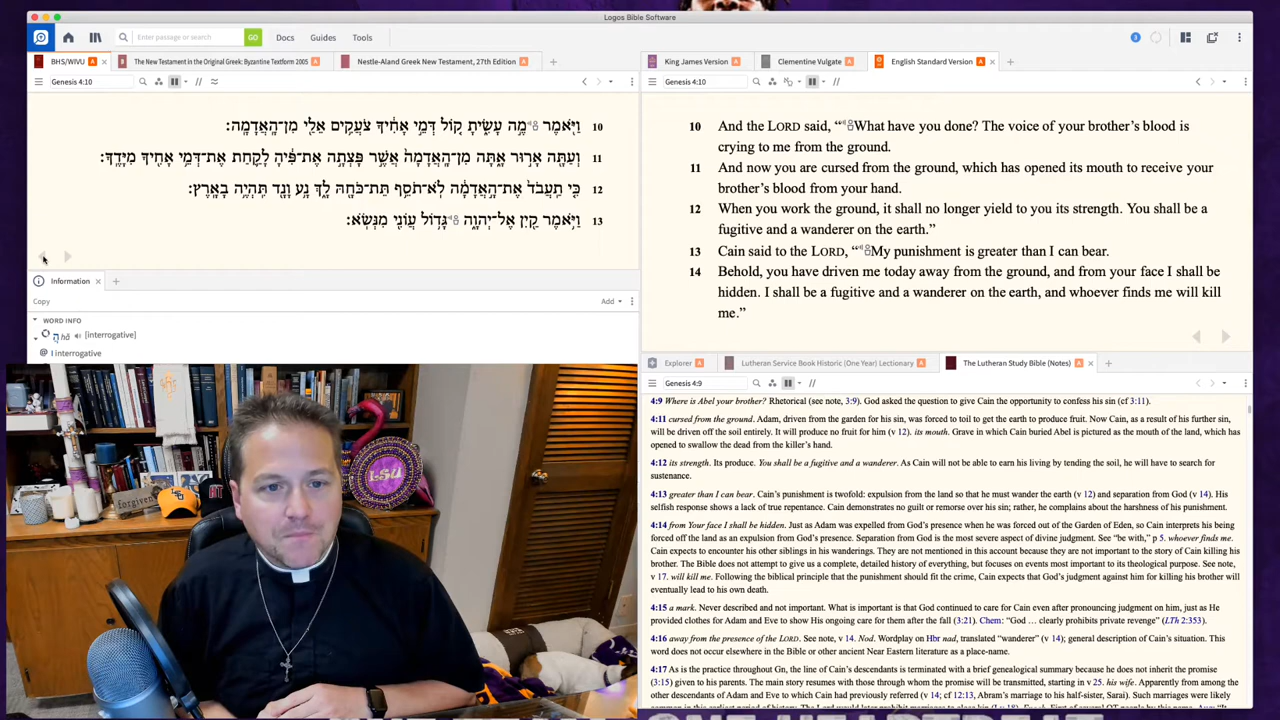 Logos Bible Software
Enter passage or search
GO
Docs
Guides
Tools
3
BHS/WIVU A
The New Testament in the Original Greek: Byzantine Textform 2005 A
Nestle-Aland Greek New Testament, 27th Edition A
Genesis 4:10
10 וַיֹּ֖אמֶר מֶ֣ה עָשִׂ֑יתָ ק֚וֹל דְּמֵ֣י אָחִ֔יךָ צֹעֲקִ֥ים אֵלַ֖י מִן־הָֽאֲדָמָֽה׃
11 וְעַתָּ֖ה אָר֣וּר אָ֑תָּה מִן־הָֽאֲדָמָה֙ אֲשֶׁ֣ר פָּצְתָ֣ה אֶת־פִּ֔יהָ לָקַ֛חַת אֶת־דְּמֵ֥י אָחִ֖יךָ מִיָּדֶֽךָ׃
12 כִּ֤י תַֽעֲבֹד֙ אֶת־הָ֣אֲדָמָ֔ה לֹֽא־תֹסֵ֥ף תֵּת־כֹּחָ֖הּ לָ֑ךְ נָ֥ע וָנָ֖ד תִּֽהְיֶ֥ה בָאָֽרֶץ׃
13 וַיֹּ֥אמֶר קַ֖יִן אֶל־יְהוָ֑ה גָּד֥וֹל עֲוֺנִ֖י מִנְּשֹֽׂא׃
Information
Copy
Add
WORD INFO
הֲ hă [interrogative]
@ I interrogative
King James Version A
Clementine Vulgate A
English Standard Version A
Genesis 4:10
10 And the LORD said, “What have you done? The voice of your brother’s blood is
crying to me from the ground.
11 And now you are cursed from the ground, which has opened its mouth to receive your
brother’s blood from your hand.
12 When you work the ground, it shall no longer yield to you its strength. You shall be a
fugitive and a wanderer on the earth.”
13 Cain said to the LORD, “My punishment is greater than I can bear.
14 Behold, you have driven me today away from the ground, and from your face I shall be
hidden. I shall be a fugitive and a wanderer on the earth, and whoever finds me will kill
me.”
Explorer A
Lutheran Service Book Historic (One Year) Lectionary A
The Lutheran Study Bible (Notes) A
Genesis 4:9
4:9 Where is Abel your brother? Rhetorical (see note, 3:9). God asked the question to give Cain the opportunity to confess his sin (cf 3:11).
4:11 cursed from the ground. Adam, driven from the garden for his sin, was forced to toil to get the earth to produce fruit. Now Cain, as a result of his further sin,
will be driven off the soil entirely. It will produce no fruit for him (v 12). its mouth. Grave in which Cain buried Abel is pictured as the mouth of the land, which has
opened to swallow the dead from the killer’s hand.
4:12 its strength. Its produce. You shall be a fugitive and a wanderer. As Cain will not be able to earn his living by tending the soil, he will have to search for
sustenance.
4:13 greater than I can bear. Cain’s punishment is twofold: expulsion from the land so that he must wander the earth (v 12) and separation from God (v 14). His
selfish response shows a lack of true repentance. Cain demonstrates no guilt or remorse over his sin; rather, he complains about the harshness of his punishment.
4:14 from Your face I shall be hidden. Just as Adam was expelled from God’s presence when he was forced out of the Garden of Eden, so Cain interprets his being
forced off the land as an expulsion from God’s presence. Separation from God is the most severe aspect of divine judgment. See “be with,” p 5. whoever finds me.
Cain expects to encounter his other siblings in his wanderings. They are not mentioned in this account because they are not important to the story of Cain killing his
brother. The Bible does not attempt to give us a complete, detailed history of everything, but focuses on events most important to its theological purpose. See note,
v 17. will kill me. Following the biblical principle that the punishment should fit the crime, Cain expects that God’s judgment against him for killing his brother will
eventually lead to his own death.
4:15 a mark. Never described and not important. What is important is that God continued to care for Cain even after pronouncing judgment on him, just as He
provided clothes for Adam and Eve to show His ongoing care for them after the fall (3:21). Chem: “God … clearly prohibits private revenge” (LTh 2:353).
4:16 away from the presence of the LORD. See note, v 14. Nod. Wordplay on Hbr nad, translated “wanderer” (v 14); general description of Cain’s situation. This
word does not occur elsewhere in the Bible or other ancient Near Eastern literature as a place-name.
4:17 As is the practice throughout Gn, the line of Cain’s descendants is terminated with a brief genealogical summary because he does not inherit the promise
(3:15) given to his parents. The main story resumes with those through whom the promise will be transmitted, starting in v 25. his wife. Apparently from among the
other descendants of Adam and Eve to which Cain had previously referred (v 14; cf 12:13, Abram’s marriage to his half-sister, Sarai). Such marriages were likely
forgiven
LSU